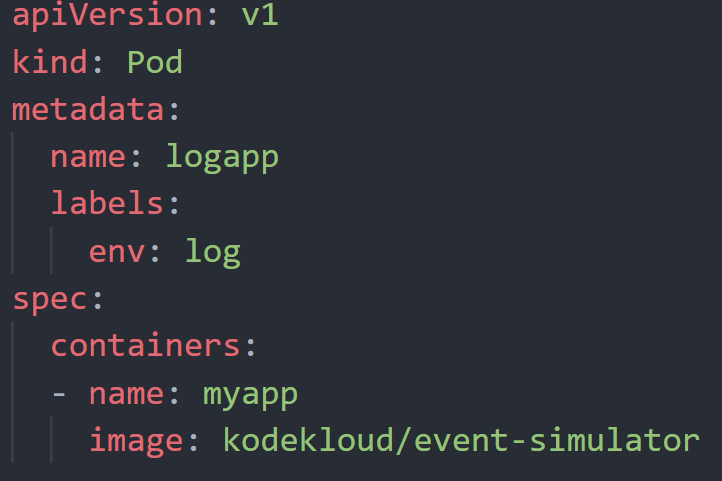 apiVersion: v1
kind: Pod
metadata:
  name: logapp
  labels:
    env: log
spec:
  containers:
  - name: myapp
    image: kodekloud/event-simulator